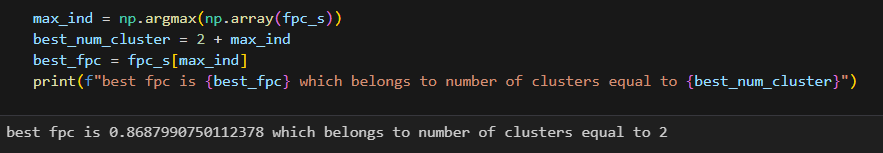 max_ind = np.argmax(np.array(fpc_s))
best_num_cluster = 2 + max_ind
best_fpc = fpc_s[max_ind]
print(f"best fpc is {best_fpc} which belongs to number of clusters equal to {best_num_cluster}")
best fpc is 0.8687990750112378 which belongs to number of clusters equal to 2